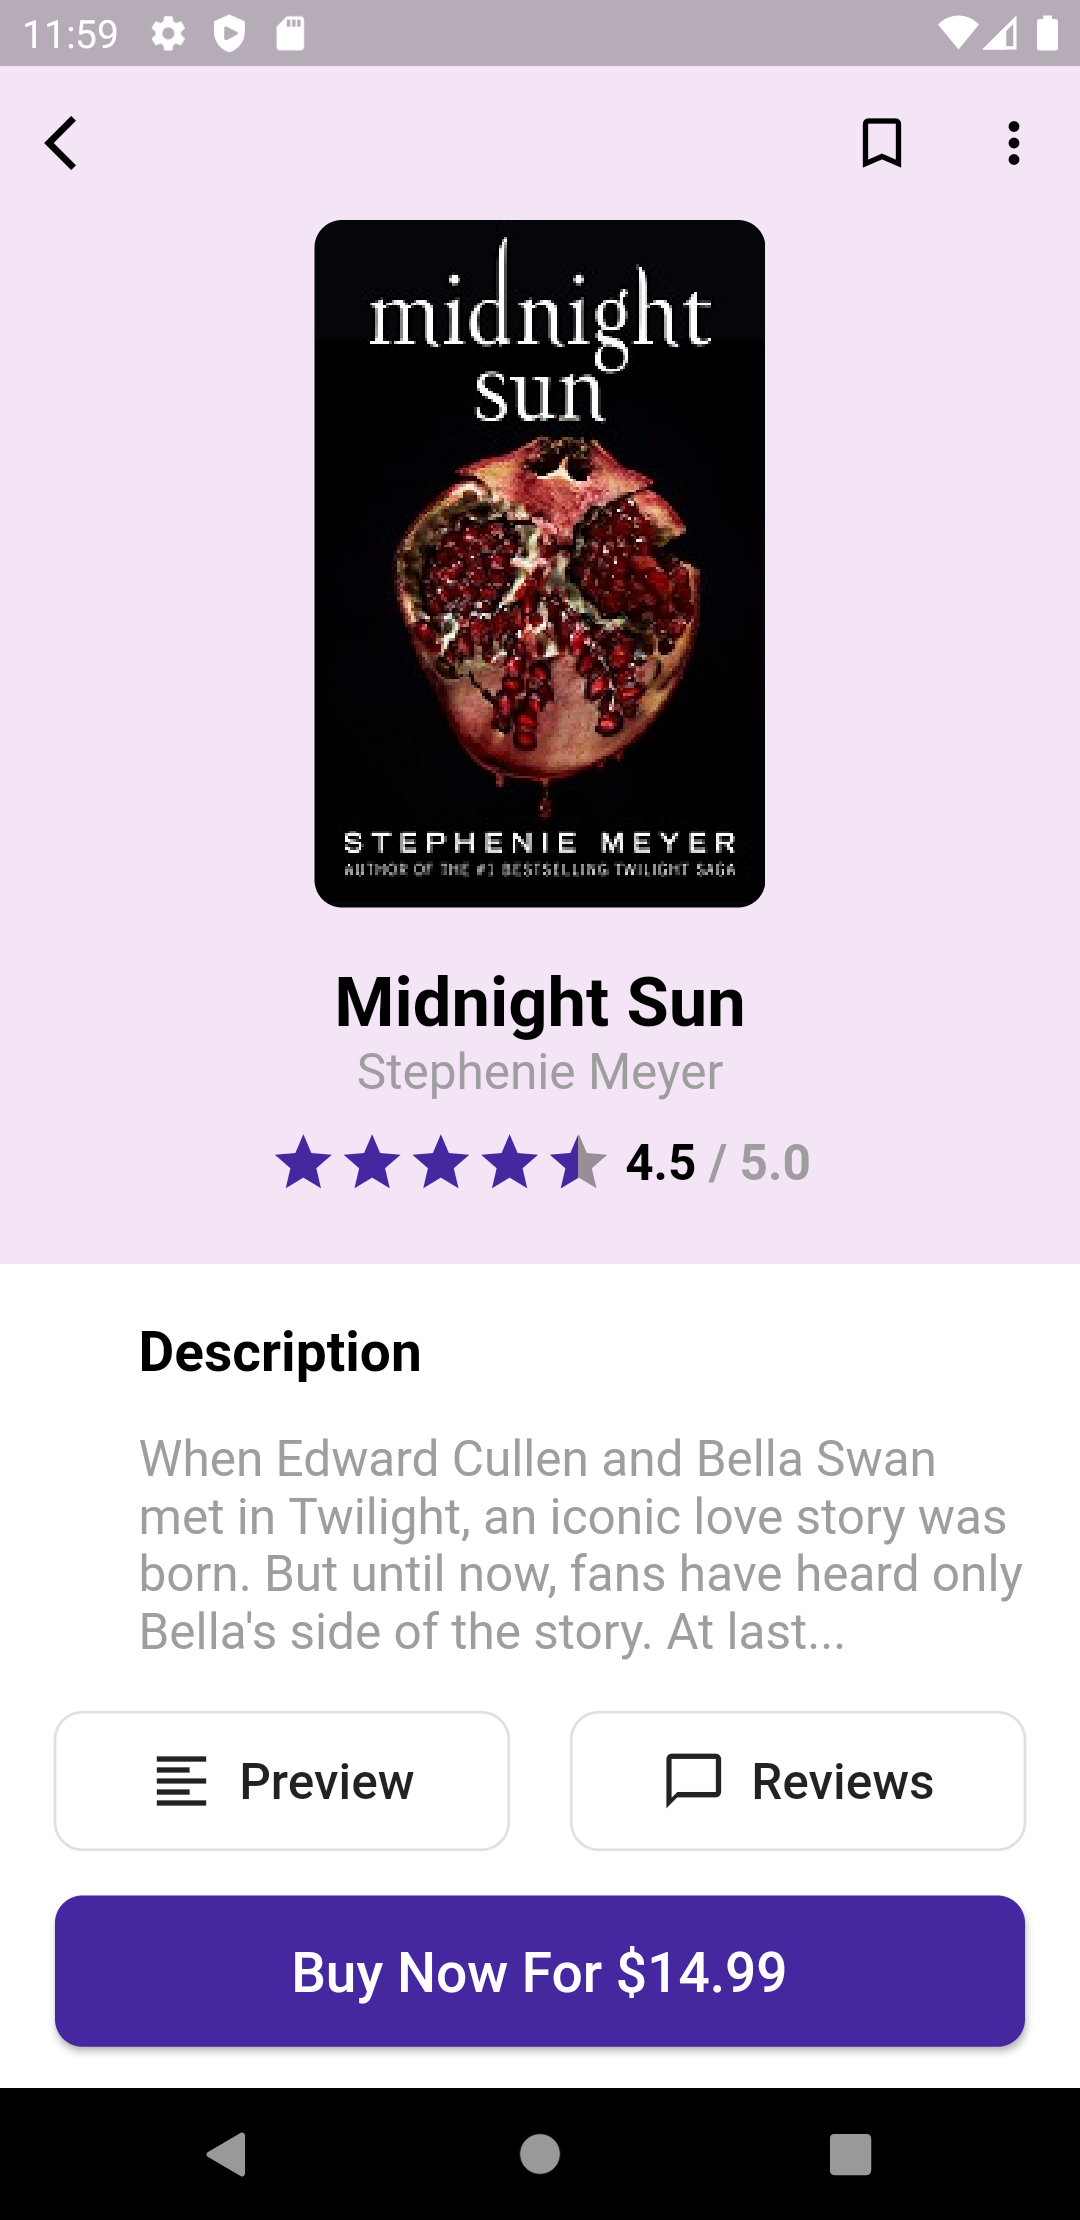 11:59
midnight
sun
STEPHENIE MEYER
AUTHOR OF THE #1 BESTSELLING TWILIGHT SAGA
Midnight Sun
Stephenie Meyer
4.5 / 5.0
Description
When Edward Cullen and Bella Swan
met in Twilight, an iconic love story was
born. But until now, fans have heard only
Bella's side of the story. At last...
Preview
Reviews
Buy Now For $14.99